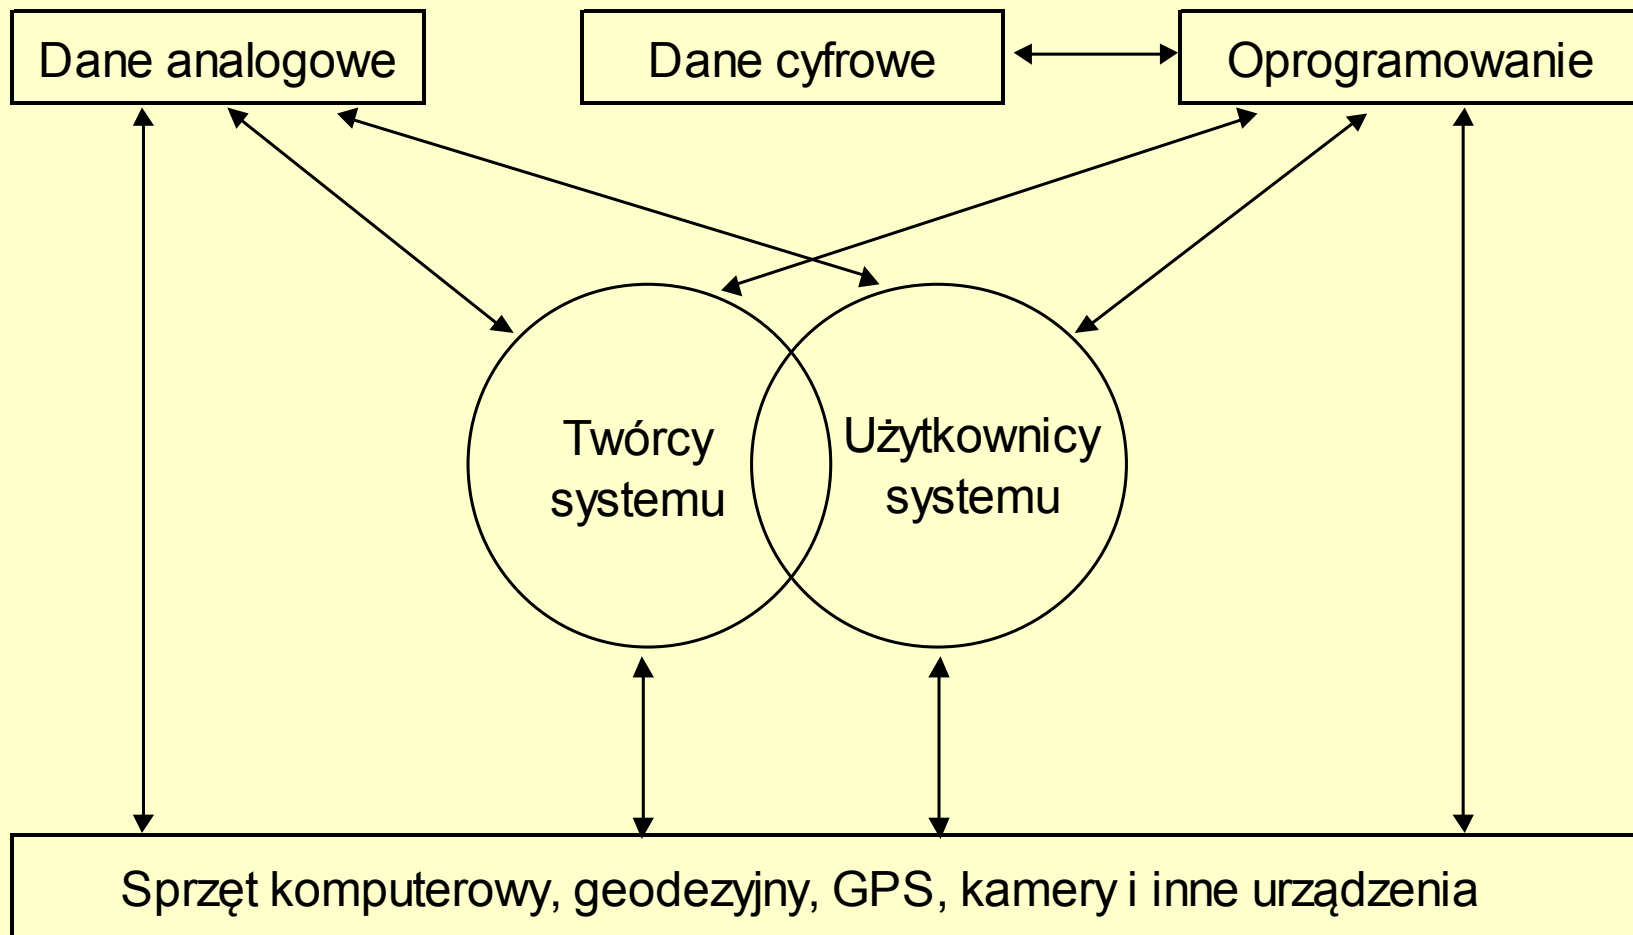 Dane analogowe
Dane cyfrowe
Oprogramowanie
Twórcy
systemu
Użytkownicy
systemu
Sprzęt komputerowy, geodezyjny, GPS, kamery i inne urządzenia